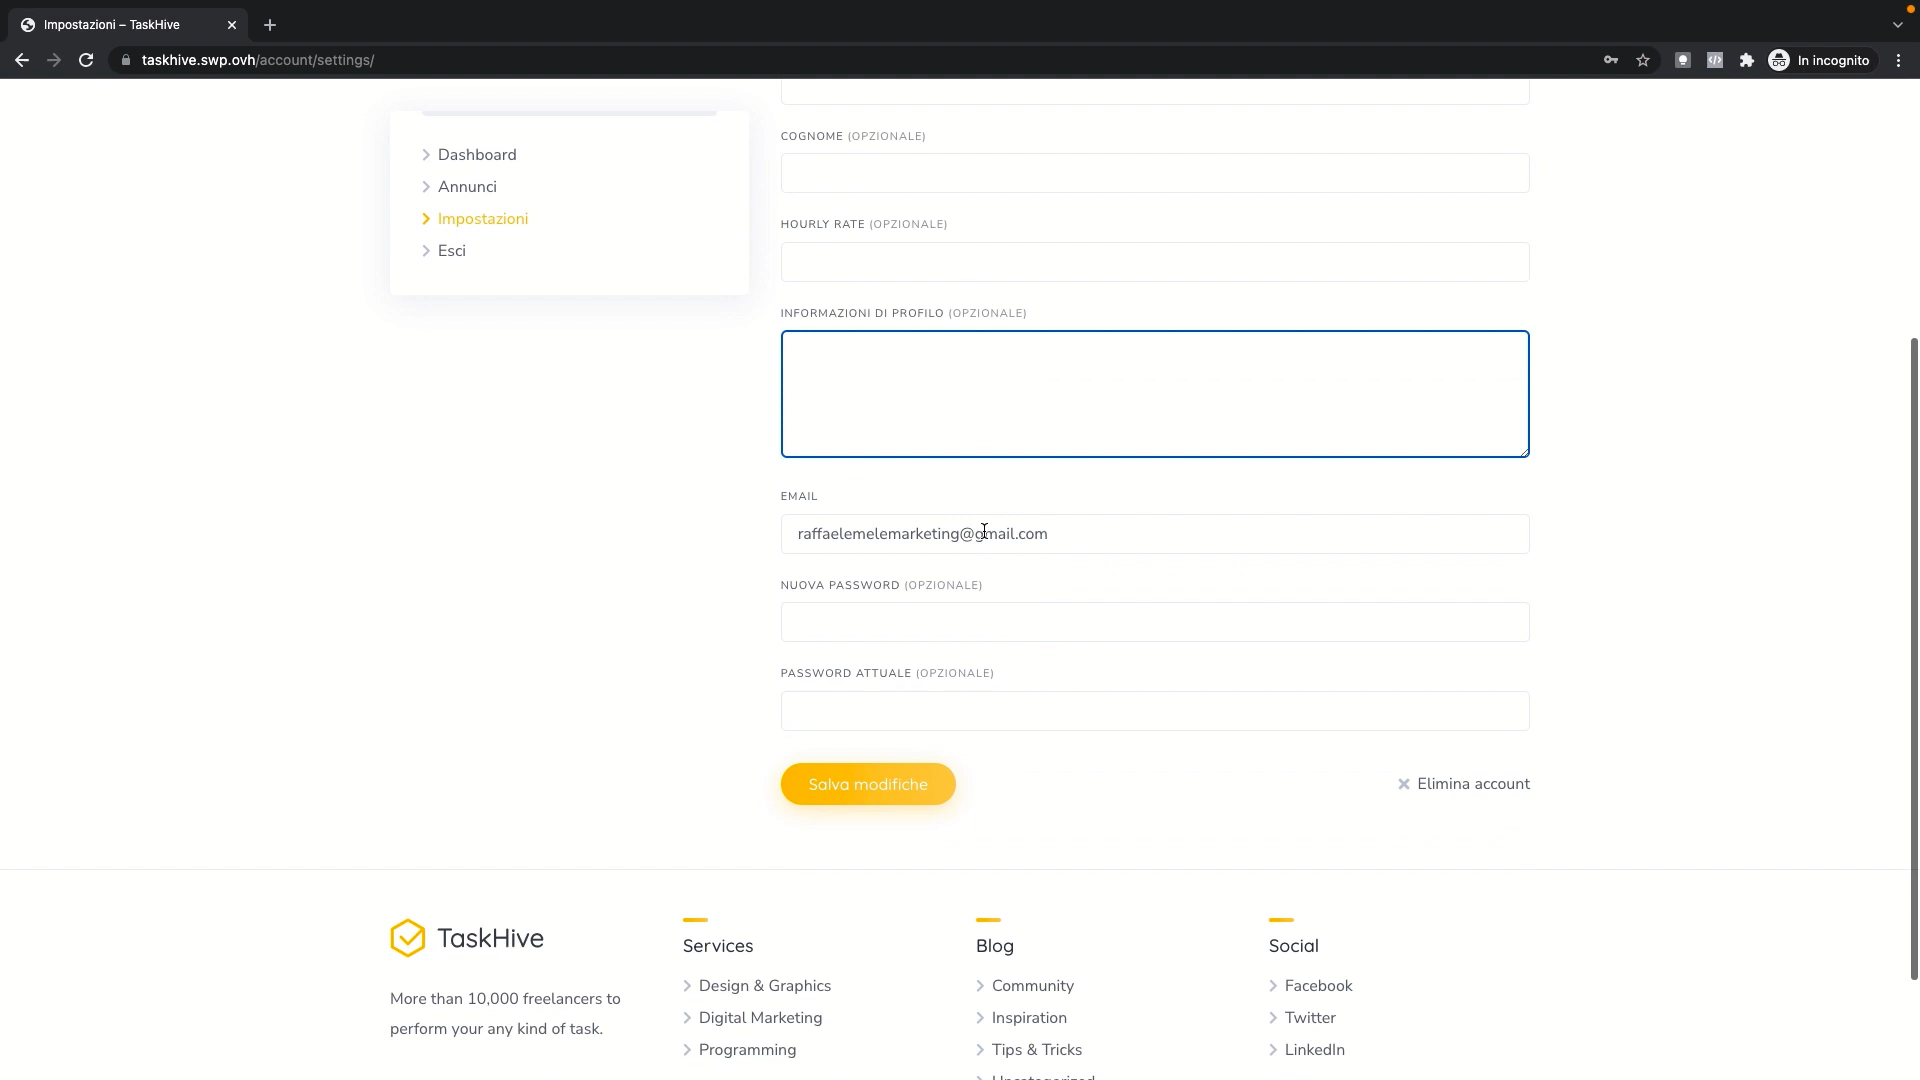 Impostazioni – TaskHive
taskhive.swp.ovh/account/settings/
In incognito
Dashboard
Annunci
Impostazioni
Esci
COGNOME (OPZIONALE)
HOURLY RATE (OPZIONALE)
INFORMAZIONI DI PROFILO (OPZIONALE)
EMAIL
raffaelemelemarketing@gmail.com
NUOVA PASSWORD (OPZIONALE)
PASSWORD ATTUALE (OPZIONALE)
Salva modifiche
Elimina account
TaskHive
More than 10,000 freelancers to
perform your any kind of task.
Services
Design & Graphics
Digital Marketing
Programming
Blog
Community
Inspiration
Tips & Tricks
Uncategorized
Social
Facebook
Twitter
LinkedIn